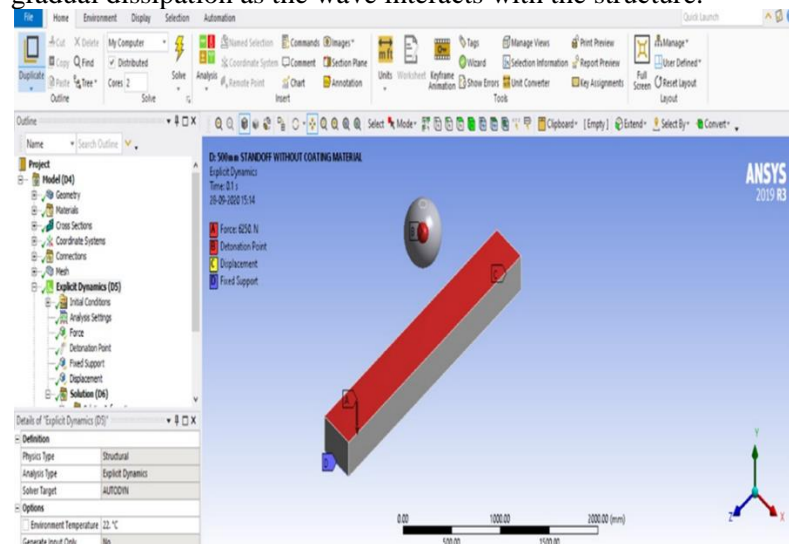 gradual dissipation as the wave interacts with the structure.
File Home Environment Display Selection Automation Quick Launch
Cut X Delete My Computer Named Selection Commands Images Tags Manage Views Print Preview Manage
Duplicate Copy Find Distributed Solve Analysis Coordinate System Comment Section Plane Units Worksheet Keyframe Animation Wizard Selection Information Report Preview Full Screen User Defined
Paste Tree Cores 2 Remote Point Chart Annotation Show Errors Unit Converter Key Assignments Reset Layout
Outline Solve Insert Tools Layout
Outline
Select Mode Clipboard [Empty] Extend Select By Convert
Name Search Outline
Project
Model (D4)
Geometry
Materials
Cross Sections
Coordinate Systems
Connections
Mesh
Explicit Dynamics (D5)
Initial Conditions
Analysis Settings
Force
Detonation Point
Fixed Support
Displacement
Solution (D6)
D: 500mm STANDOFF WITHOUT COATING MATERIAL
Explicit Dynamics
Time: 0.1 s
23-09-2020 15:14
A Force: 6250. N
B Detonation Point
C Displacement
D Fixed Support
ANSYS
2019 R3
C
A
D
Details of "Explicit Dynamics (D5)"
Definition
Physics Type Structural
Analysis Type Explicit Dynamics
Solver Target AUTODYN
Options
Environment Temperature 22. °C
Generate Input Only No
0.00 1000.00 2000.00 (mm)
500.00 1500.00
Y
Z X